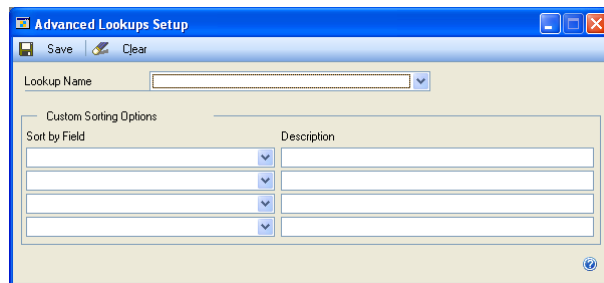 Advanced Lookups Setup
Save Clear
Lookup Name
Custom Sorting Options
Sort by Field Description